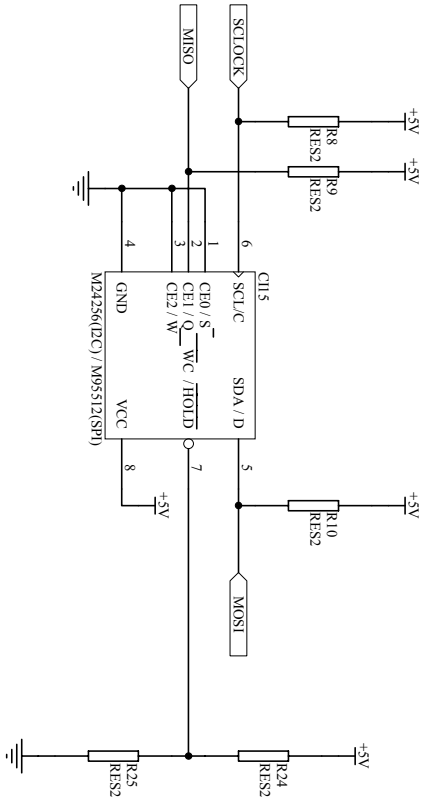 SCLOCK
MISO
+5V
R8
RES2
+5V
R9
RES2
6
1
2
3
4
CI15
SCL/C
CE0 / S
CE1 / Q
CE2 / W
GND
SDA / D
WC / HOLD
VCC
M24256(I2C) / M95512(SPI)
5
7
8
+5V
+5V
R10
RES2
MOSI
+5V
R24
RES2
R25
RES2